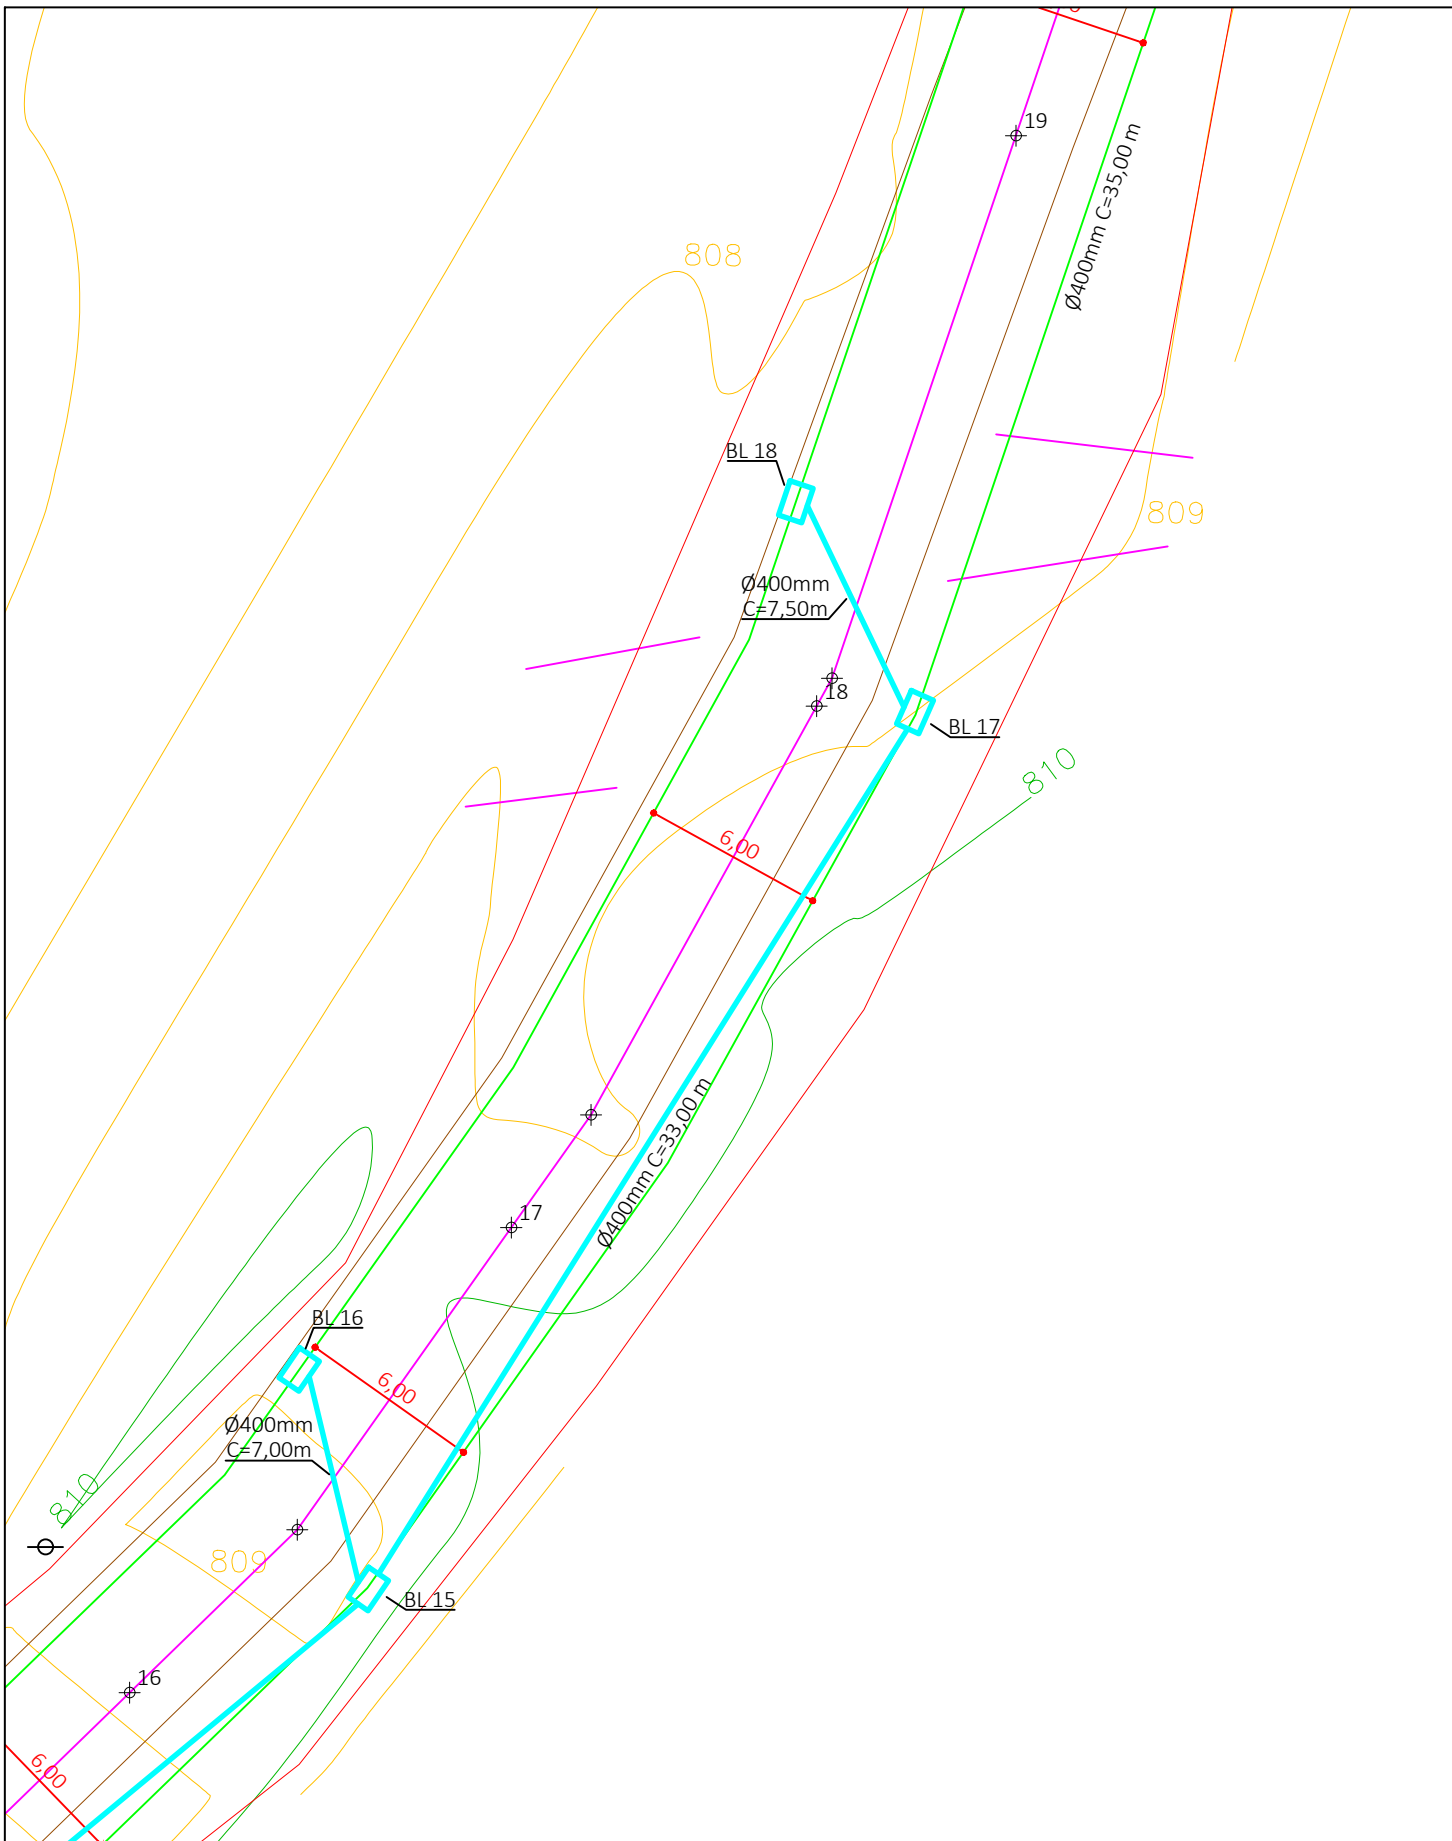 19
Ø400mm C=35,00 m
808
BL 18
809
Ø400mm
C=7,50m
18
BL 17
810
6,00
Ø400mm C=33,00 m
17
BL 16
6,00
Ø400mm
C=7,00m
810
809
BL 15
16
6,00